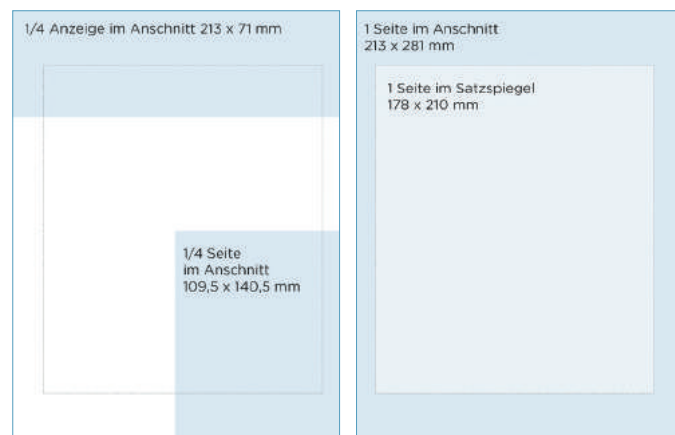 1/4 Anzeige im Anschnitt 213 x 71 mm
1/4 Seite
im Anschnitt
109,5 x 140,5 mm
1 Seite im Anschnitt
213 x 281 mm
1 Seite im Satzspiegel
178 x 210 mm